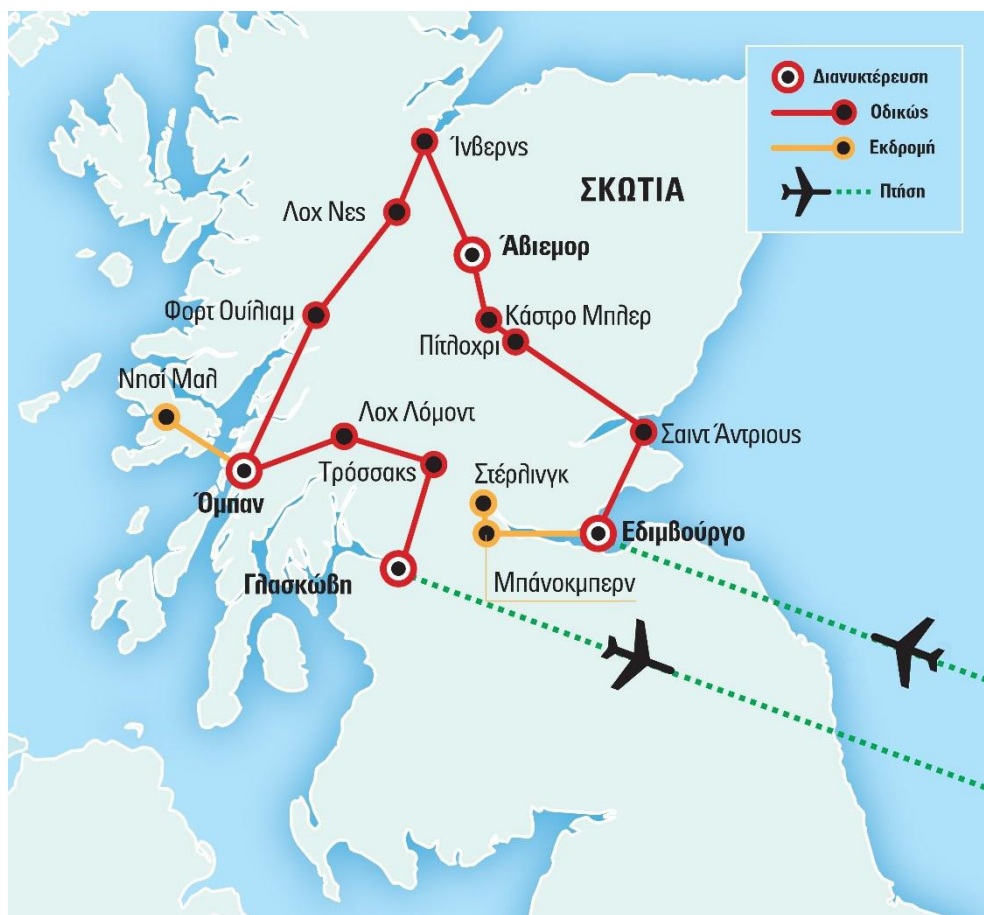 Διανυκτέρευση
Οδικώς
Εκδρομή
Πτήση
Ίνβερνς
ΣΚΩΤΙΑ
Λοχ Νες
Άβιεμορ
Φορτ Ουίλιαμ
Κάστρο Μπλερ
Πίτλοχρι
Νησί Μαλ
Λοχ Λόμοντ
Σαιντ Άντριους
Τρόσσακς
Στέρλινγκ
Όμπαν
Εδιμβούργο
Γλασκώβη
Μπάνοκμπερν